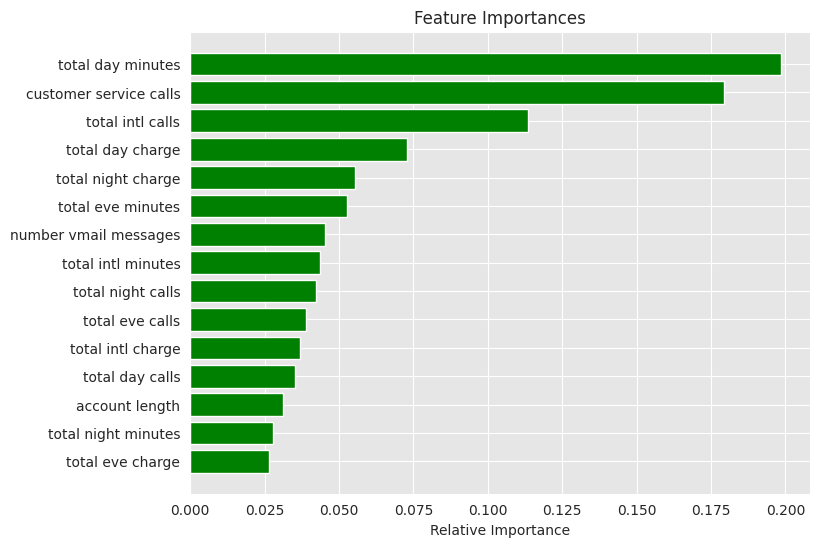 Feature Importances
total day minutes
customer service calls
total intl calls
total day charge
total night charge
total eve minutes
number vmail messages
total intl minutes
total night calls
total eve calls
total intl charge
total day calls
account length
total night minutes
total eve charge
0.000 0.025 0.050 0.075 0.100 0.125 0.150 0.175 0.200
Relative Importance